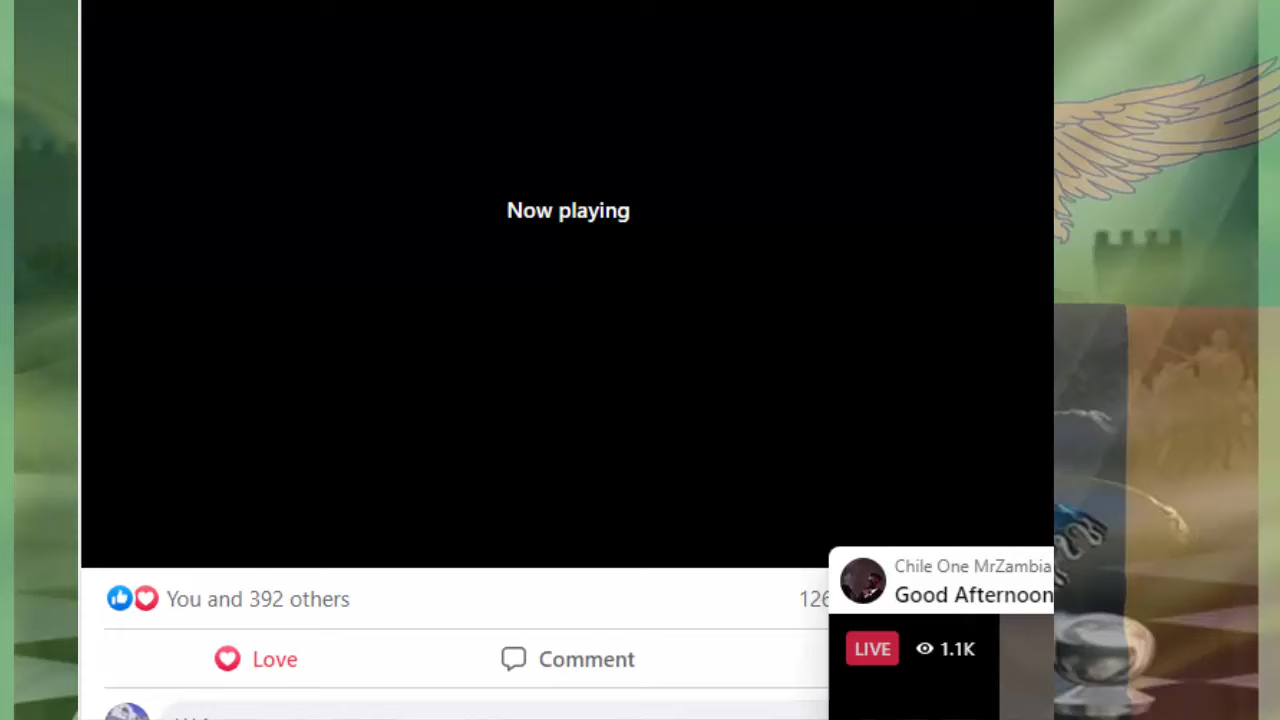 Now playing
You and 392 others
126
Chile One MrZambia
Good Afternoon
Love
Comment
LIVE
1.1K